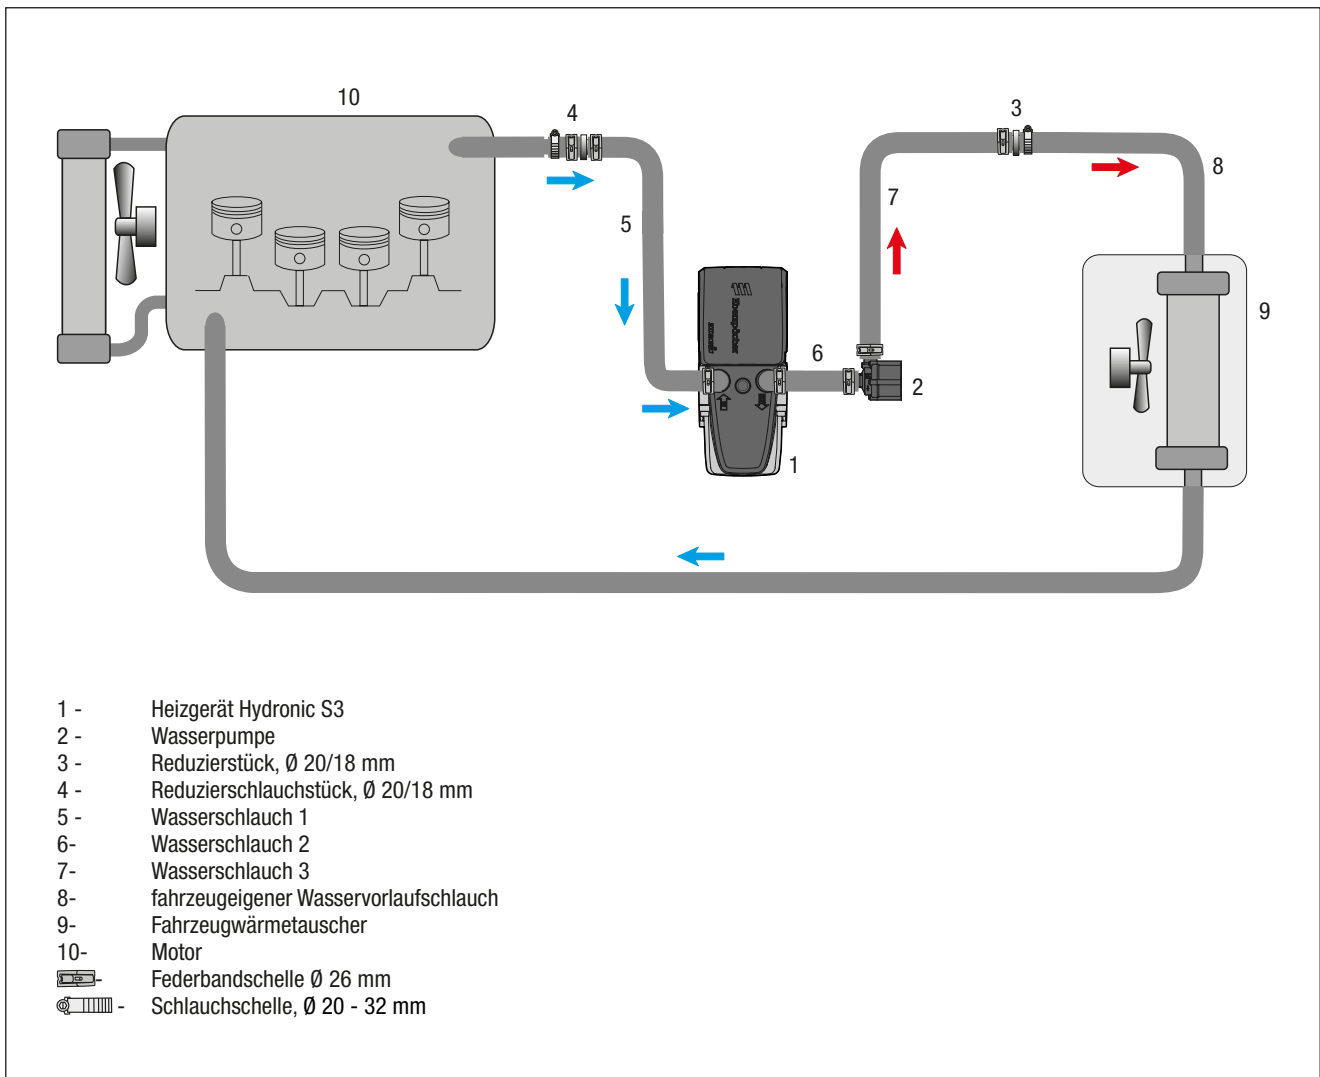 10
4
3
8
7
5
9
6
2
1
Eberspächer
1 - Heizgerät Hydronic S3
2 - Wasserpumpe
3 - Reduzierstück, Ø 20/18 mm
4 - Reduzierschlauchstück, Ø 20/18 mm
5 - Wasserschlauch 1
6- Wasserschlauch 2
7- Wasserschlauch 3
8- fahrzeugeigener Wasservorlaufschlauch
9- Fahrzeugwärmetauscher
10- Motor
- Federbandschelle Ø 26 mm
- Schlauchschelle, Ø 20 - 32 mm